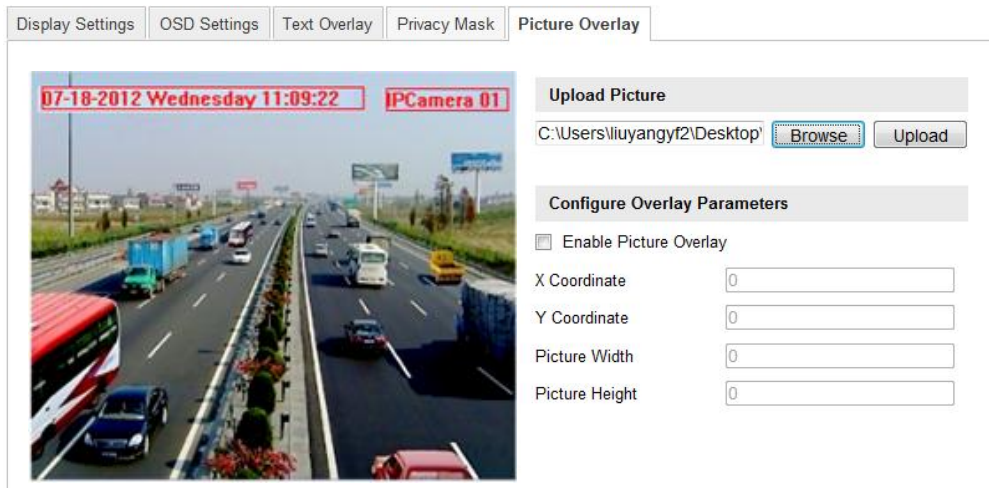 Display Settings OSD Settings Text Overlay Privacy Mask Picture Overlay
07-18-2012 Wednesday 11:09:22 IPCamera 01
Upload Picture
C:\Users\liuyangyf2\Desktop\ Browse Upload
Configure Overlay Parameters
Enable Picture Overlay
X Coordinate 0
Y Coordinate 0
Picture Width 0
Picture Height 0